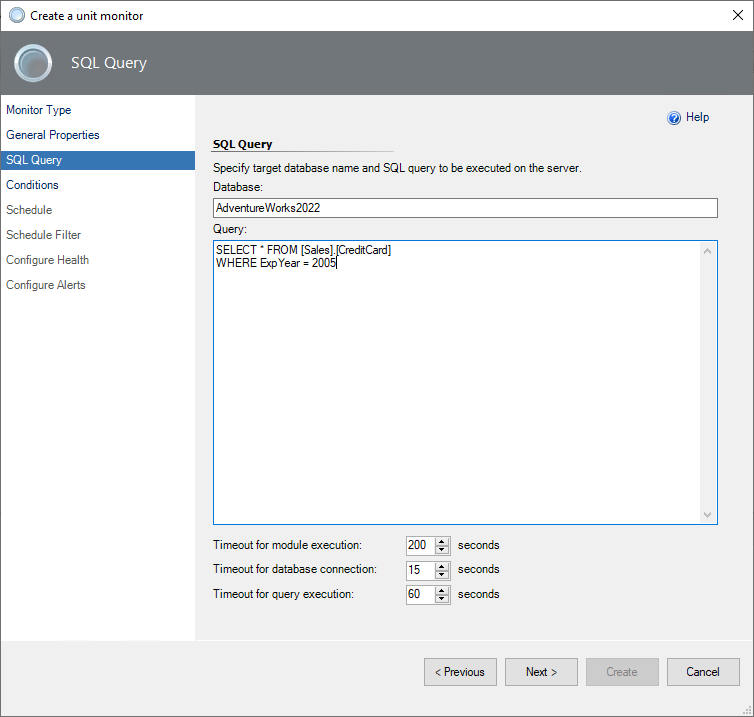 Create a unit monitor
SQL Query
Monitor Type
General Properties
SQL Query
Conditions
Schedule
Schedule Filter
Configure Health
Configure Alerts
Help
SQL Query
Specify target database name and SQL query to be executed on the server.
Database:
AdventureWorks2022
Query:
SELECT * FROM [Sales].[CreditCard]
WHERE ExpYear = 2005
Timeout for module execution: 200 seconds
Timeout for database connection: 15 seconds
Timeout for query execution: 60 seconds
< Previous Next > Create Cancel